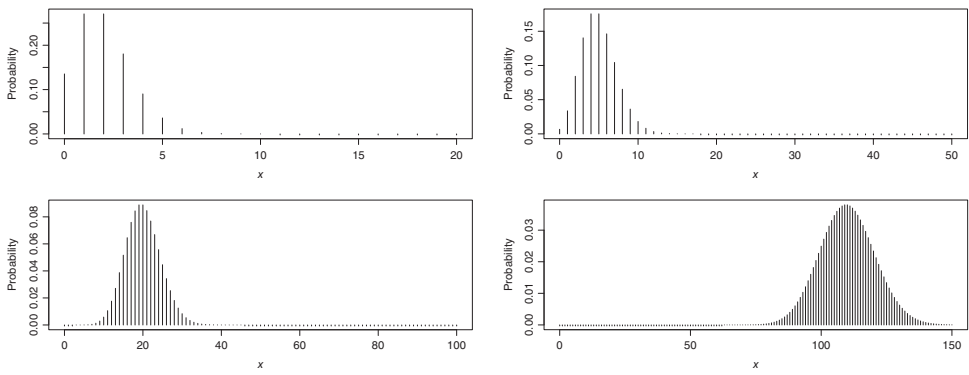 Probability
0.00 0.10 0.20
0 5 10 15 20
x
Probability
0.00 0.05 0.10 0.15
0 10 20 30 40 50
x
Probability
0.00 0.02 0.04 0.06 0.08
0 20 40 60 80 100
x
Probability
0.00 0.01 0.02 0.03
0 50 100 150
x